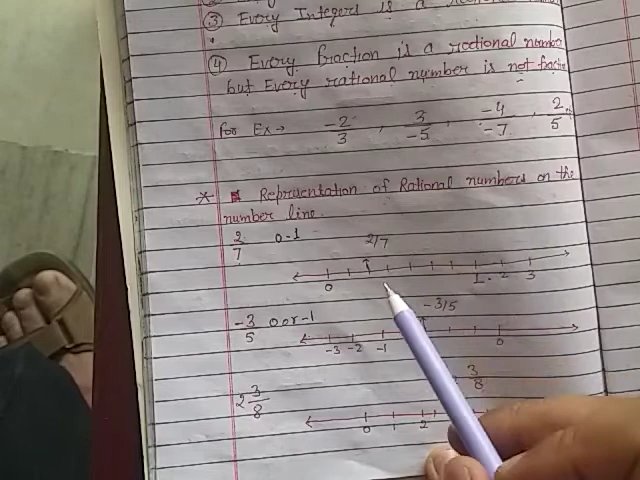 ③ Every Integers is a
④ Every fraction is a rectional number
but Every rational number is not fraction
for Ex→ -2/3 , 3/-5 , -4/-7 , 2/5
* Representation of Rational numbers on the
number line.
2/7 0-1 2/7
0 1 2 3
-3/5 0 or -1 -3/5
-3 -2 -1 0
2 3/8 3/8
0 2